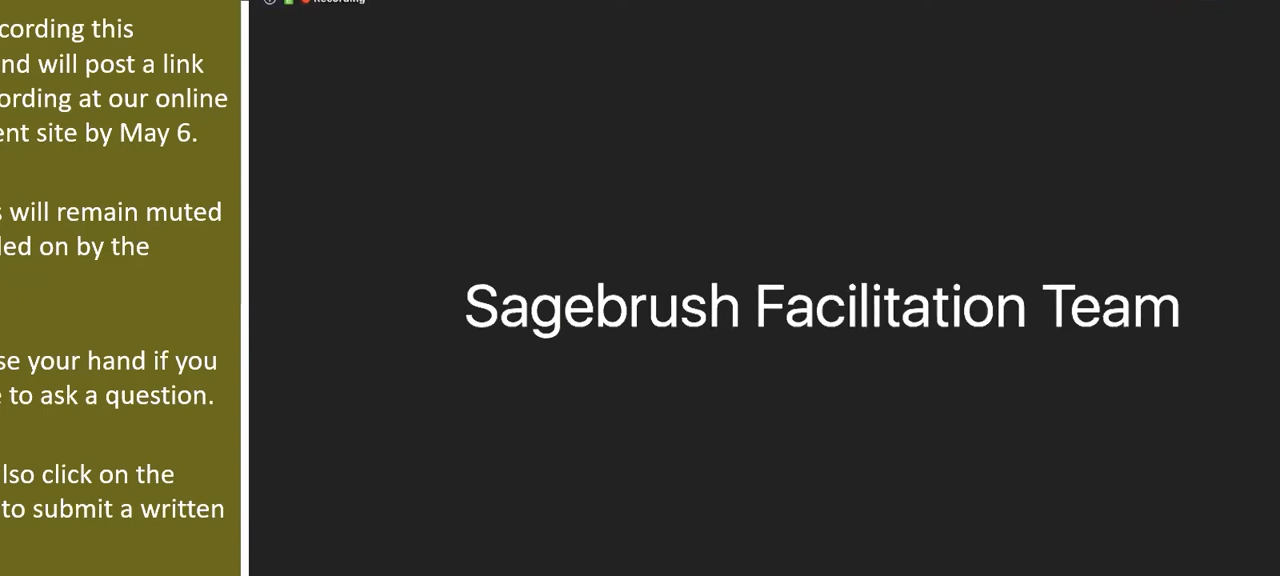 cording this
nd will post a link
ording at our online
ent site by May 6.
s will remain muted
led on by the
se your hand if you
e to ask a question.
lso click on the
to submit a written
Recording
Sagebrush Facilitation Team